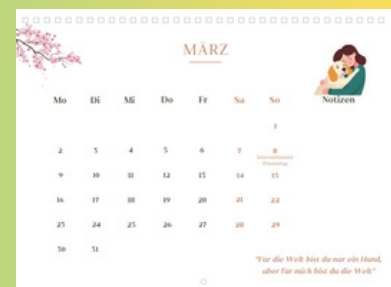 MÄRZ
Mo Di Mi Do Fr Sa So Notizen
1
2 3 4 5 6 7 8
Internationaler
Frauentag
9 10 11 12 13 14 15
16 17 18 19 20 21 22
23 24 25 26 27 28 29
30 31
"Für die Welt bist du nur ein Hund,
aber für mich bist du die Welt"